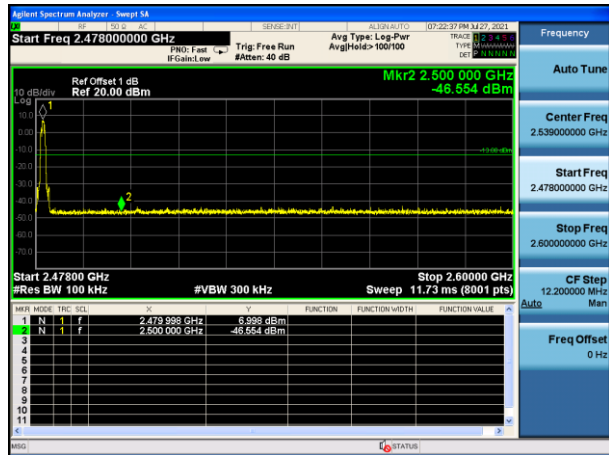 Agilent Spectrum Analyzer - Swept SA
RF 50 Ω AC SENSE:INT ALIGN AUTO 07:22:37 PM Jul 27, 2021
Start Freq 2.478000000 GHz
PNO: Fast
IFGain:Low
Trig: Free Run
#Atten: 40 dB
Avg Type: Log-Pwr
Avg|Hold:> 100/100
TRACE 1 2 3 4 5 6
TYPE
DET P N N N N N
Frequency
Auto Tune
Center Freq
2.539000000 GHz
Start Freq
2.478000000 GHz
Stop Freq
2.600000000 GHz
CF Step
12.200000 MHz
Auto Man
Freq Offset
0 Hz
Ref Offset 1 dB
Ref 20.00 dBm
10 dB/div
Log
Mkr2 2.500 000 GHz
-46.554 dBm
1
10.0
0.00
-10.0
-20.0
-30.0
-40.0
2
-50.0
-60.0
-70.0
Start 2.47800 GHz Stop 2.60000 GHz
#Res BW 100 kHz #VBW 300 kHz Sweep 11.73 ms (8001 pts)
MKR MODE TRC SCL X Y FUNCTION FUNCTION WIDTH FUNCTION VALUE
1 N 1 f 2.479 998 GHz 6.998 dBm
2 N 1 f 2.500 000 GHz -46.554 dBm
3
4
5
6
7
8
9
10
11
MSG STATUS